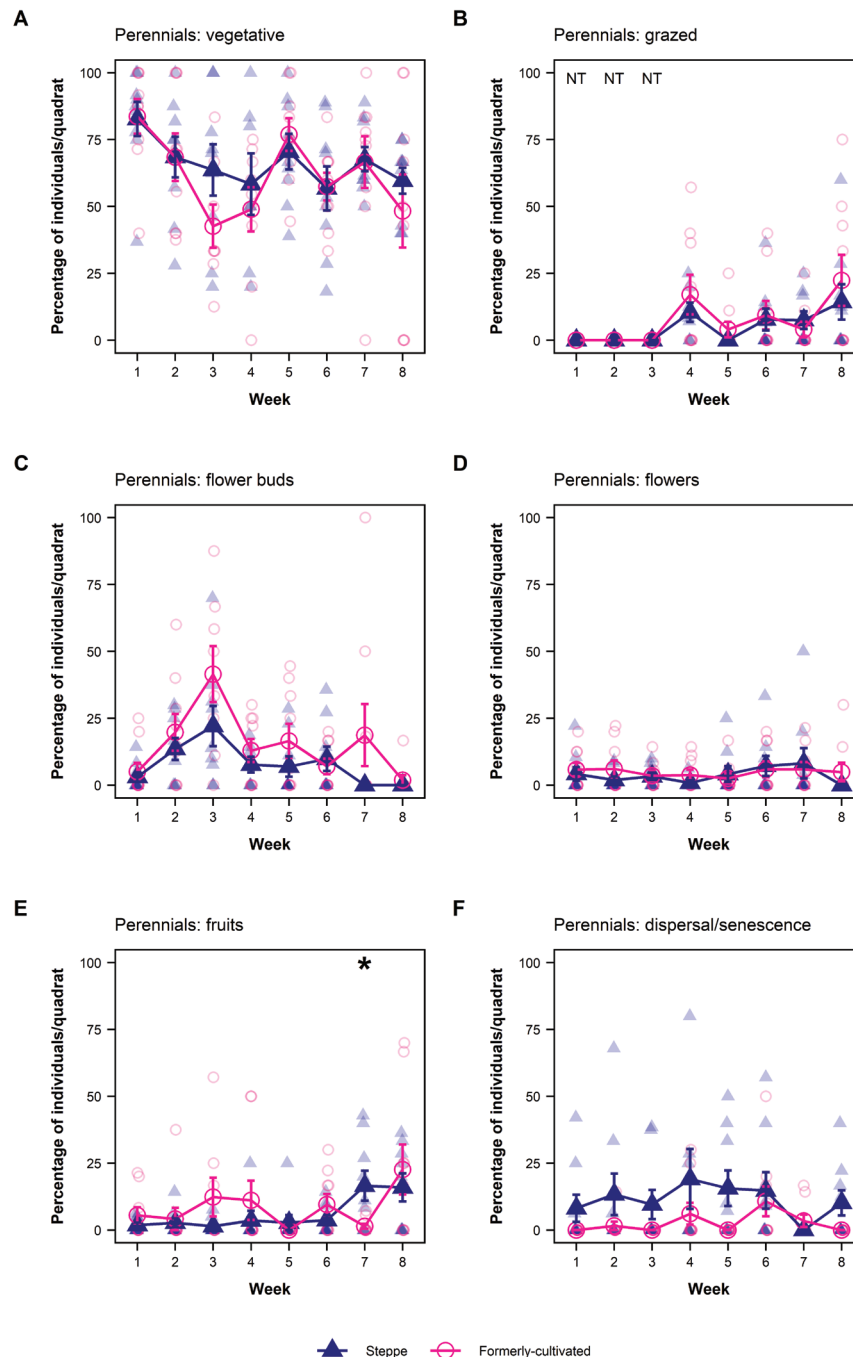 A
Perennials: vegetative
Percentage of individuals/quadrat
100
75
50
25
0
1 2 3 4 5 6 7 8
Week
B
Perennials: grazed
Percentage of individuals/quadrat
100
75
50
25
0
NT NT NT
1 2 3 4 5 6 7 8
Week
C
Perennials: flower buds
Percentage of individuals/quadrat
100
75
50
25
0
1 2 3 4 5 6 7 8
Week
D
Perennials: flowers
Percentage of individuals/quadrat
100
75
50
25
0
1 2 3 4 5 6 7 8
Week
E
Perennials: fruits
Percentage of individuals/quadrat
100
75
50
25
0
*
1 2 3 4 5 6 7 8
Week
F
Perennials: dispersal/senescence
Percentage of individuals/quadrat
100
75
50
25
0
1 2 3 4 5 6 7 8
Week
Steppe Formerly-cultivated